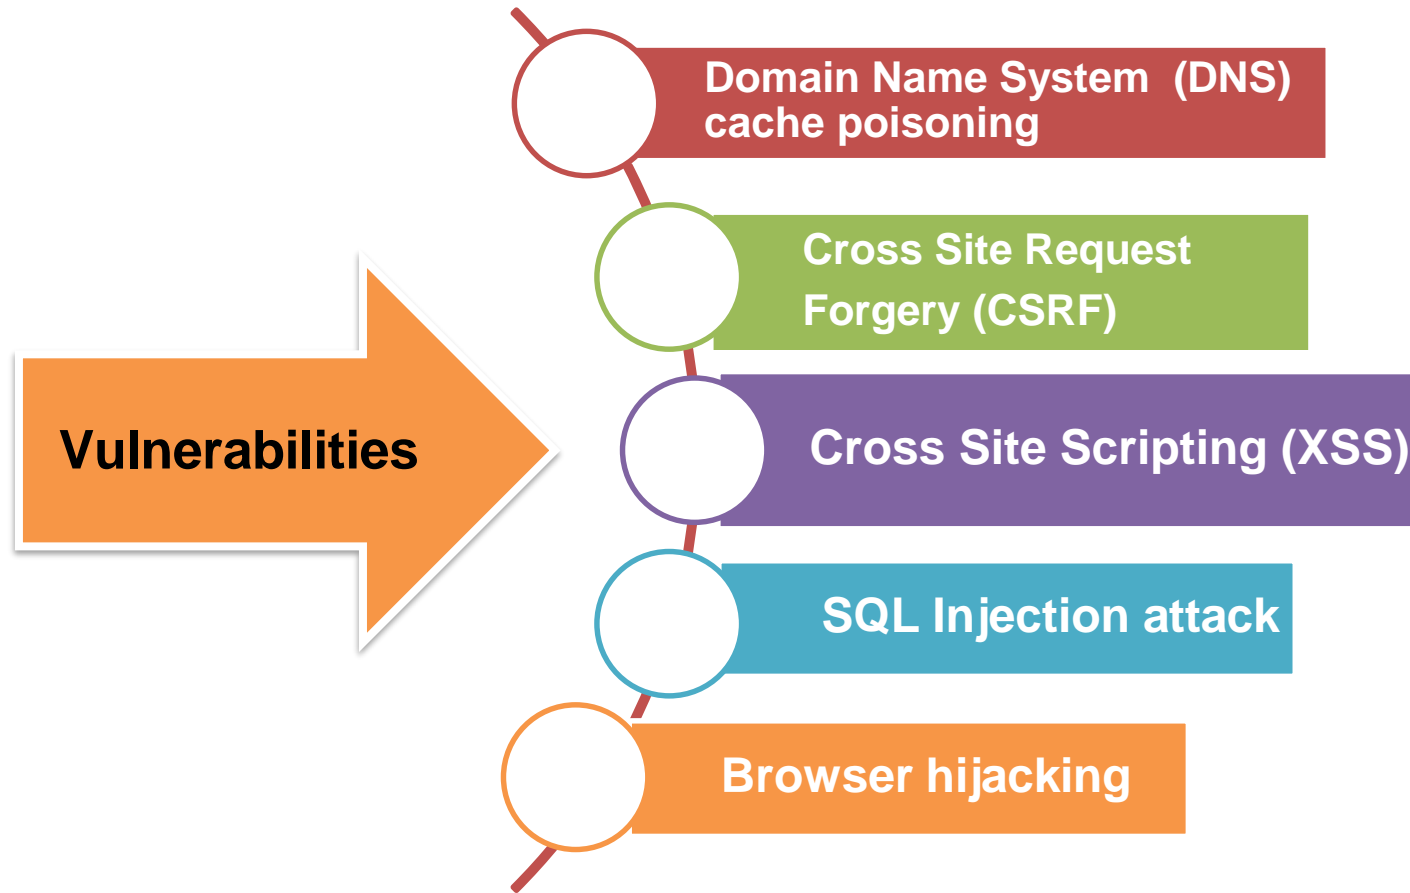 Domain Name System (DNS)
cache poisoning
Cross Site Request
Forgery (CSRF)
Vulnerabilities
Cross Site Scripting (XSS)
SQL Injection attack
Browser hijacking